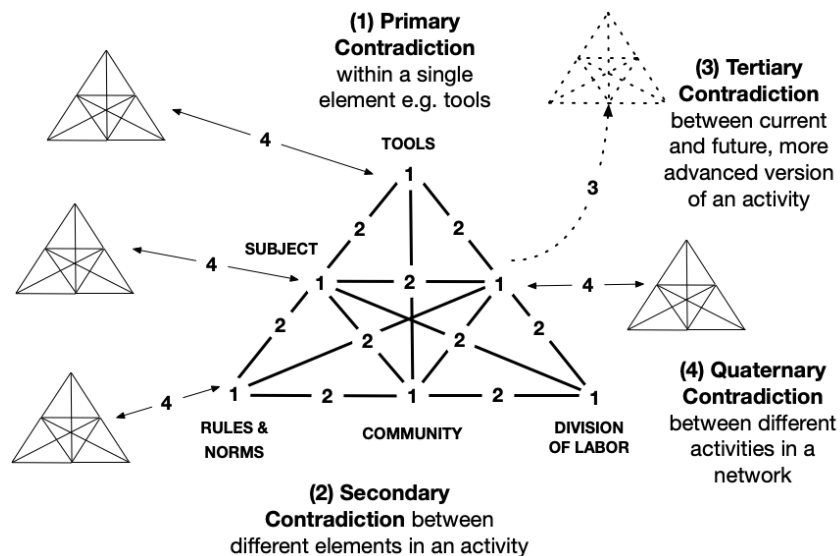 (1) Primary
Contradiction
within a single
element e.g. tools
(3) Tertiary
Contradiction
between current
and future, more
advanced version
of an activity
4
TOOLS
1
3
2
2
SUBJECT
4
1
2
1
4
2
2
2
2
4
1
2
1
2
1
RULES &
NORMS
COMMUNITY
DIVISION
OF LABOR
(4) Quaternary
Contradiction
between different
activities in a
network
(2) Secondary
Contradiction between
different elements in an activity